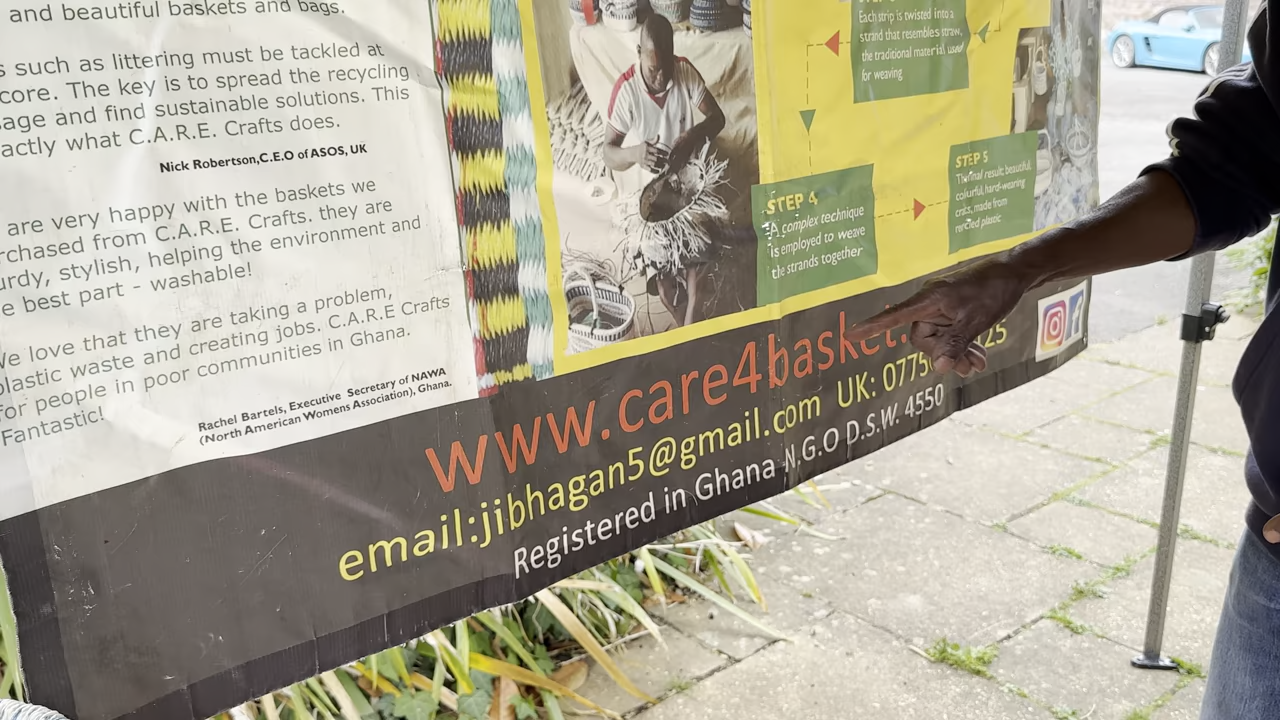 and beautiful baskets and bags.
such as littering must be tackled at
core. The key is to spread the recycling
and find sustainable solutions. This
what C.A.R.E. Crafts does.
Nick Robertson,C.E.O of ASOS, UK
are very happy with the baskets we
from C.A.R.E. Crafts. they are
stylish, helping the environment and
best part - washable!
We love that they are taking a problem,
plastic waste and creating jobs. C.A.R.E Crafts
For people in poor communities in Ghana.
Fantastic!
Rachel Bartels, Executive Secretary of NAWA
(North American Womens Association), Ghana.
Each strip is twisted into a
strand that resembles straw,
the traditional material used
for weaving
STEP 4
A complex technique
is employed to weave
the strands together
STEP 5
The final result; beautiful,
colourful, hard-wearing
made from
recycled plastic
www.care4basket.
email:jibhagan5@gmail.com UK: 0775
Registered in Ghana N.G.O D.S.W. 4550